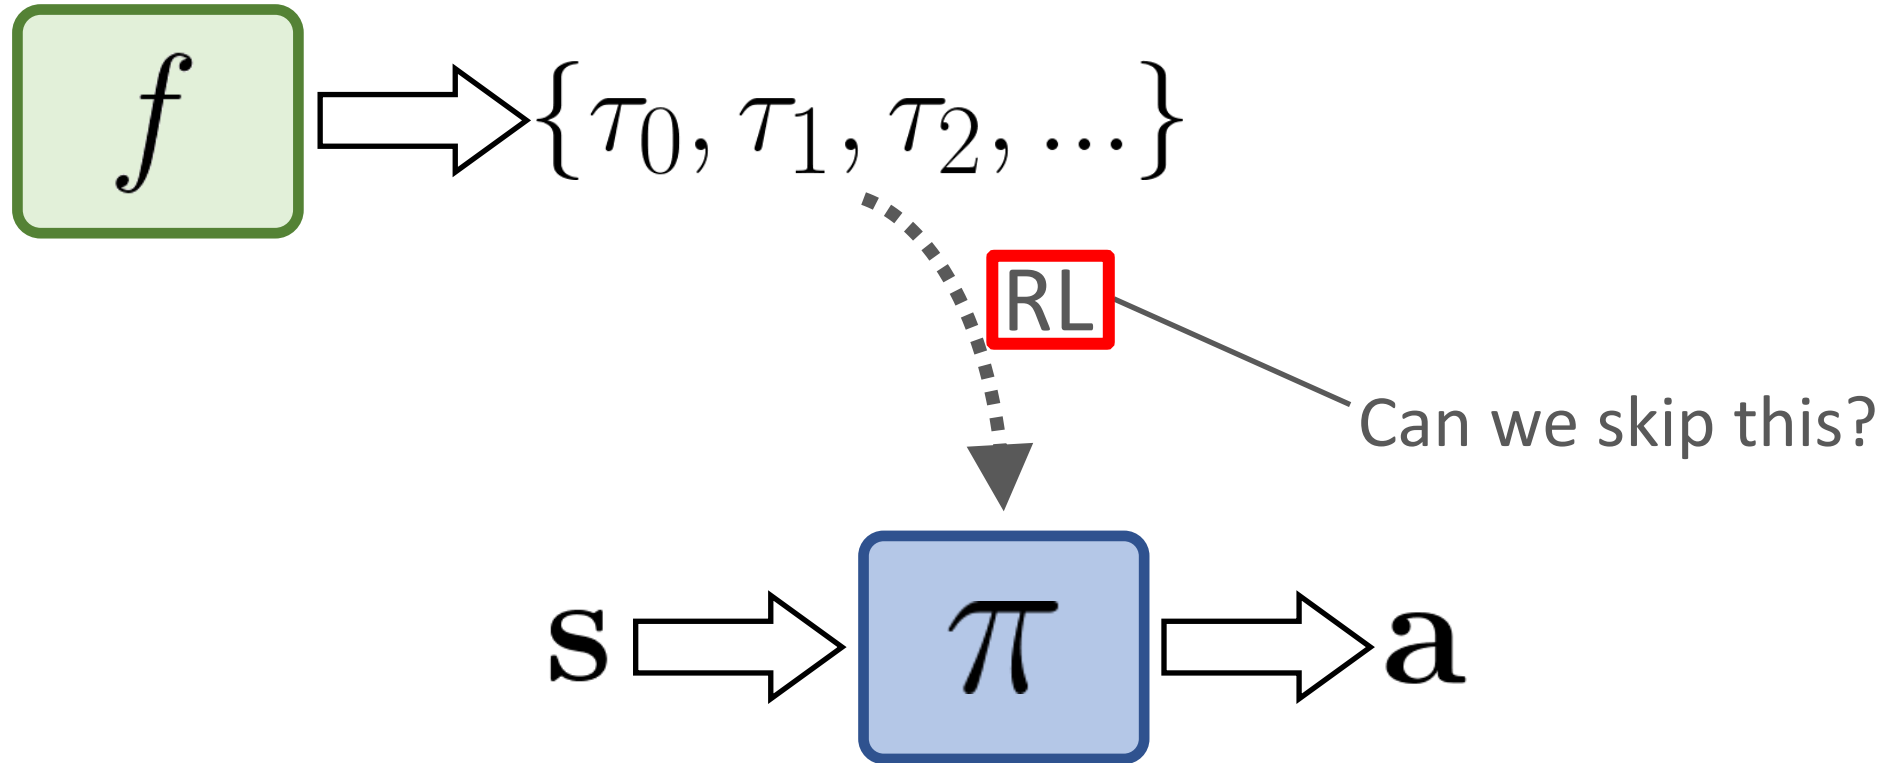 f
{τ₀, τ₁, τ₂, ...}
RL
Can we skip this?
s
π
a